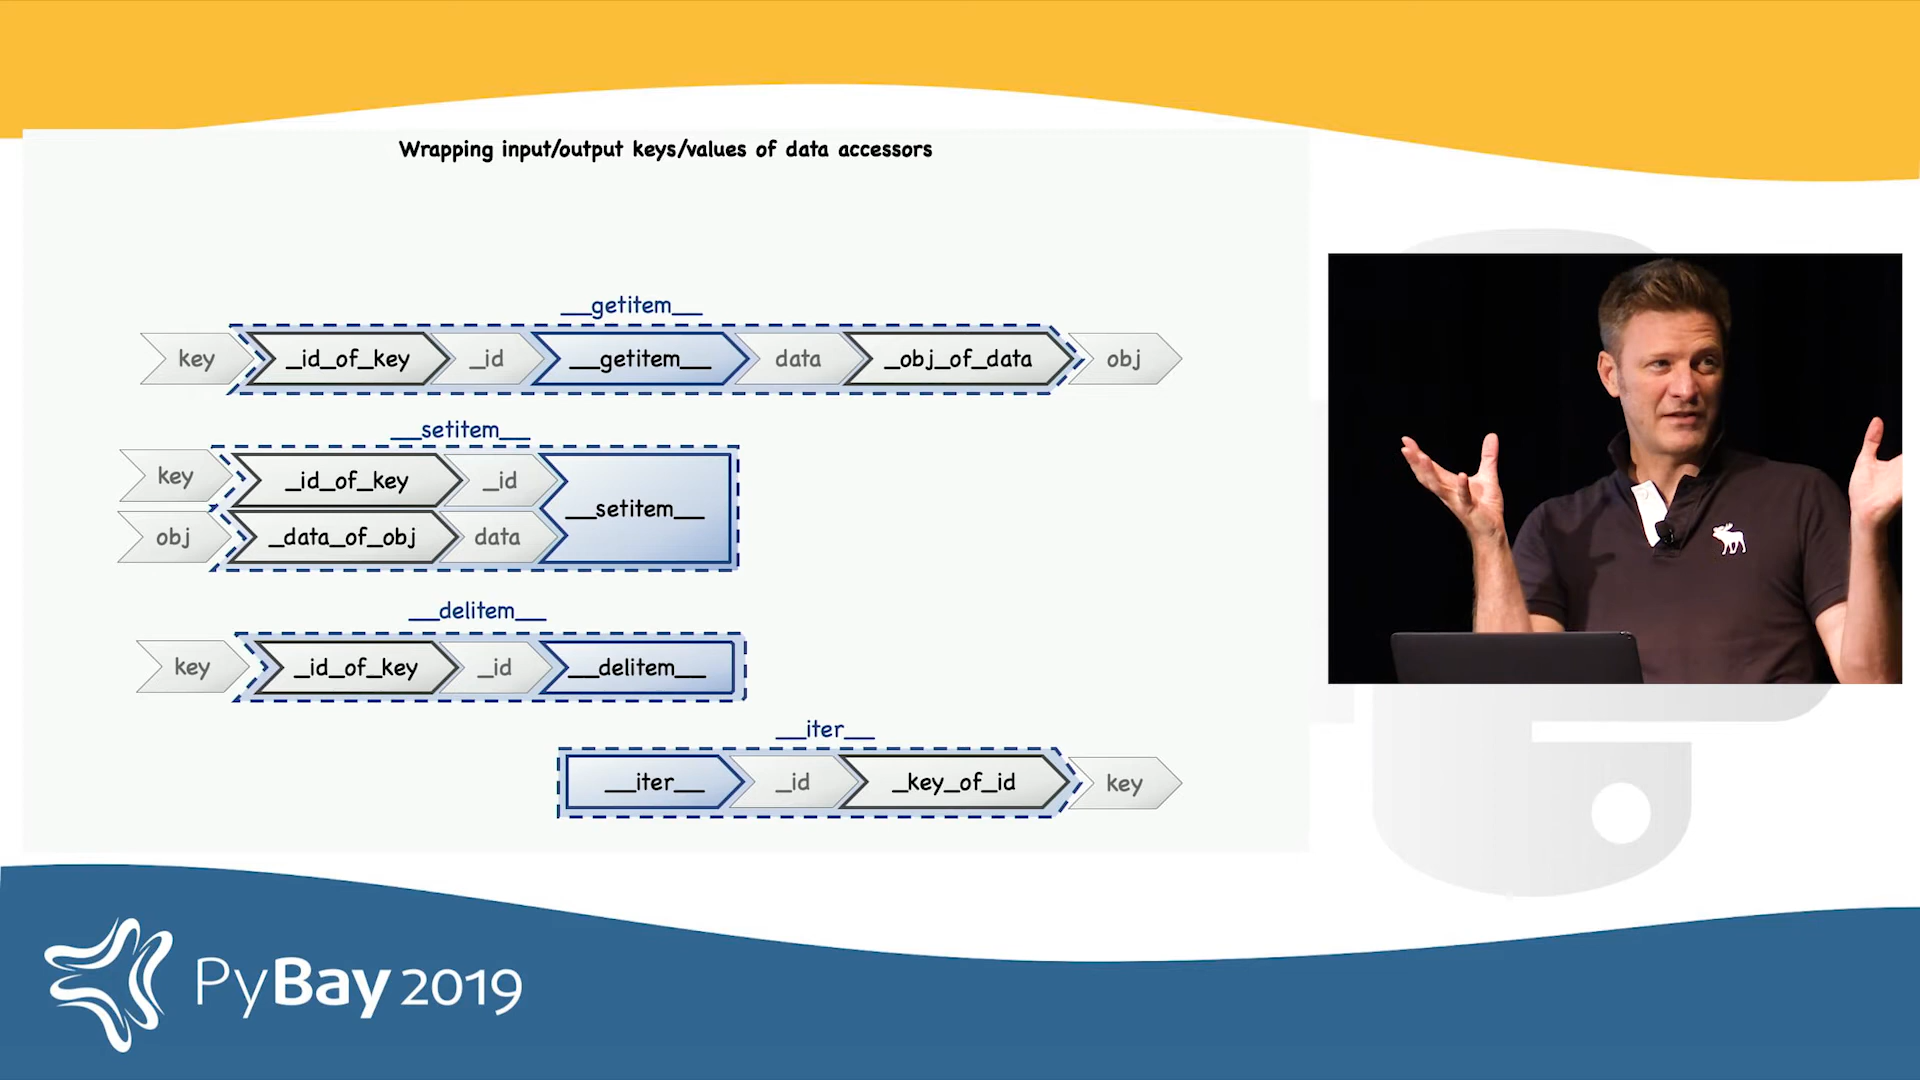 Wrapping input/output keys/values of data accessors
__getitem__
key _id_of_key _id __getitem__ data _obj_of_data obj
__setitem__
key _id_of_key _id
__setitem__
obj _data_of_obj data
__delitem__
key _id_of_key _id __delitem__
__iter__
__iter__ _id _key_of_id key
PyBay 2019